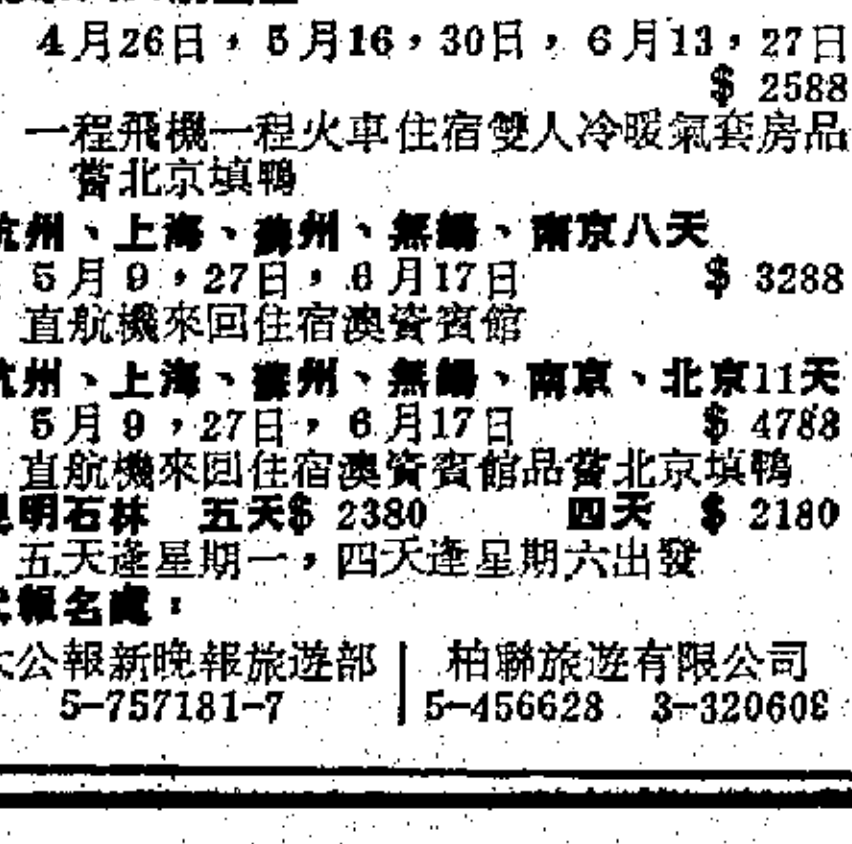 4月26日，5月16，30日，6月13，27日
$ 2588
一程飛機一程火車住宿雙人冷暖氣套房品
嘗北京填鴨
杭州、上海、蘇州、無錫、南京八天
5月9，27日，6月17日 $ 3288
直航機來回住宿澳資賓館
杭州、上海、蘇州、無錫、南京、北京11天
5月9，27日，6月17日 $ 4788
直航機來回住宿澳資賓館品嘗北京填鴨
昆明石林 五天$ 2380 四天 $ 2180
五天逢星期一，四天逢星期六出發
報名處：
大公報新晚報旅遊部 柏聯旅遊有限公司
5-757181-7 5-456628 3-320608